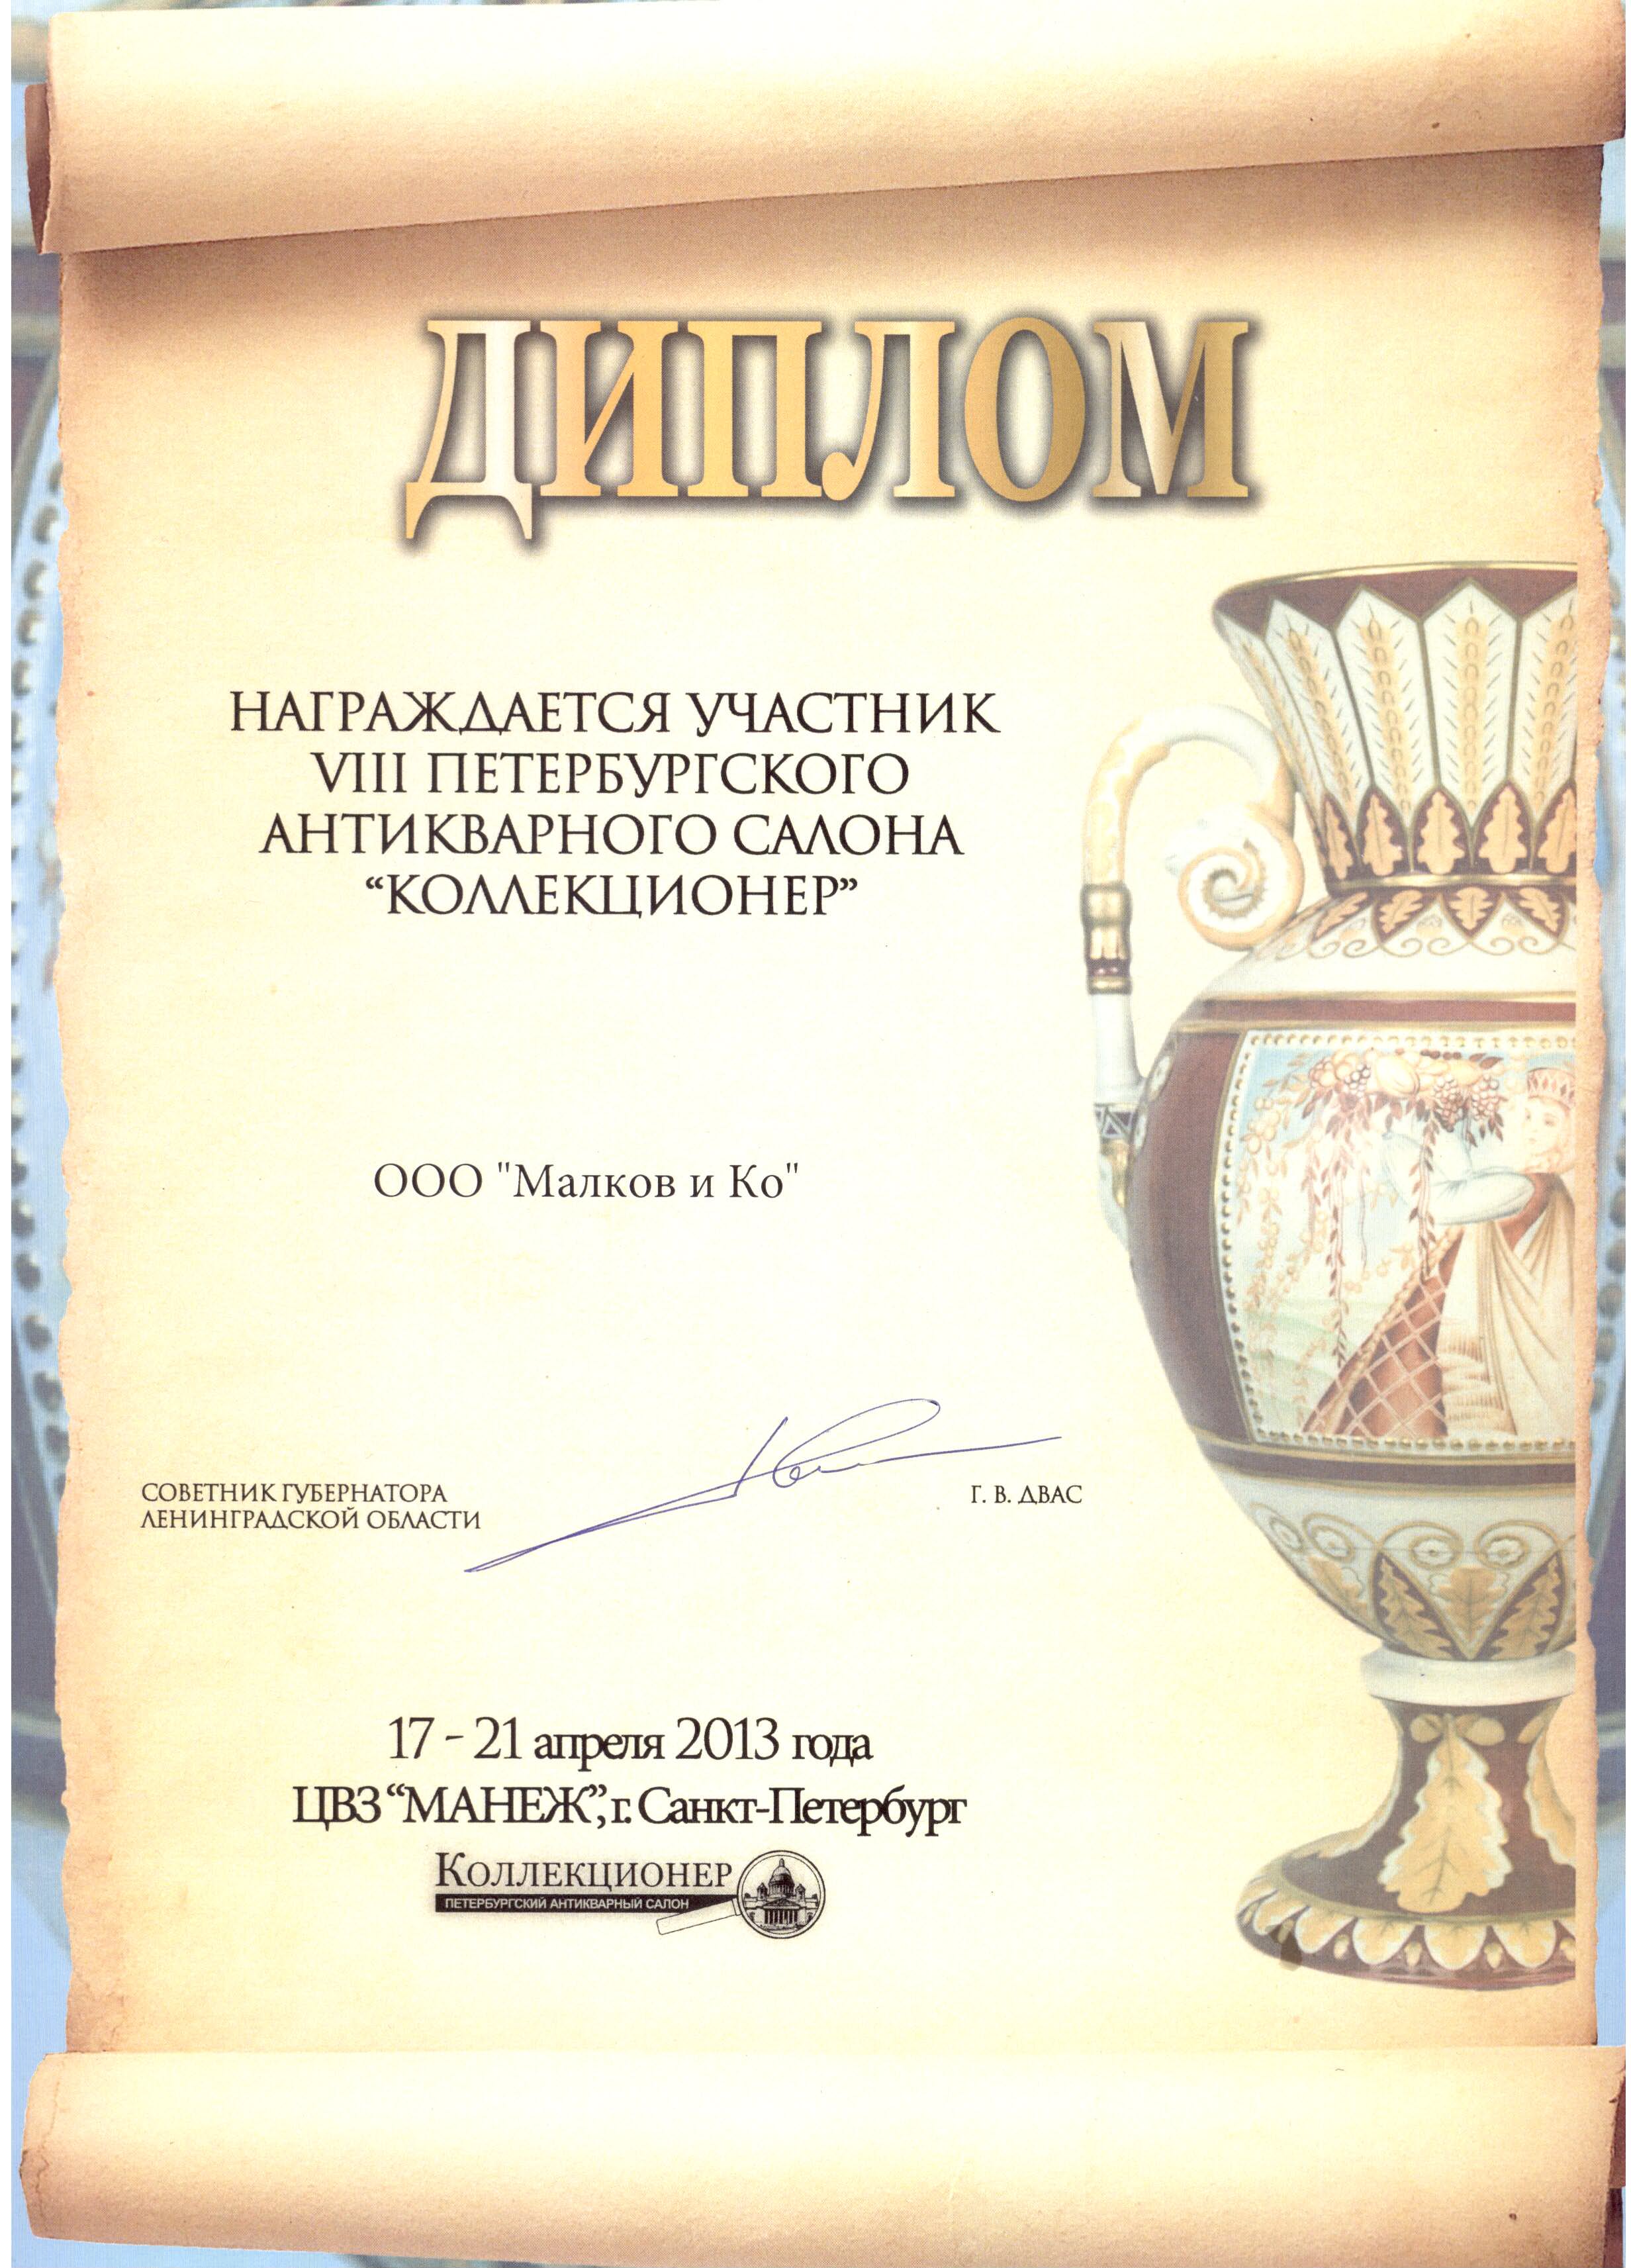 ДИПЛОМ
НАГРАЖДАЕТСЯ УЧАСТНИК
VIII ПЕТЕРБУРГСКОГО
АНТИКВАРНОГО САЛОНА
“КОЛЛЕКЦИОНЕР”
ООО "Малков и Ко"
СОВЕТНИК ГУБЕРНАТОРА
ЛЕНИНГРАДСКОЙ ОБЛАСТИ
Г. В. ДВАС
17 - 21 апреля 2013 года
ЦВЗ “МАНЕЖ”, г. Санкт-Петербург
КОЛЛЕКЦИОНЕР
ПЕТЕРБУРГСКИЙ АНТИКВАРНЫЙ САЛОН